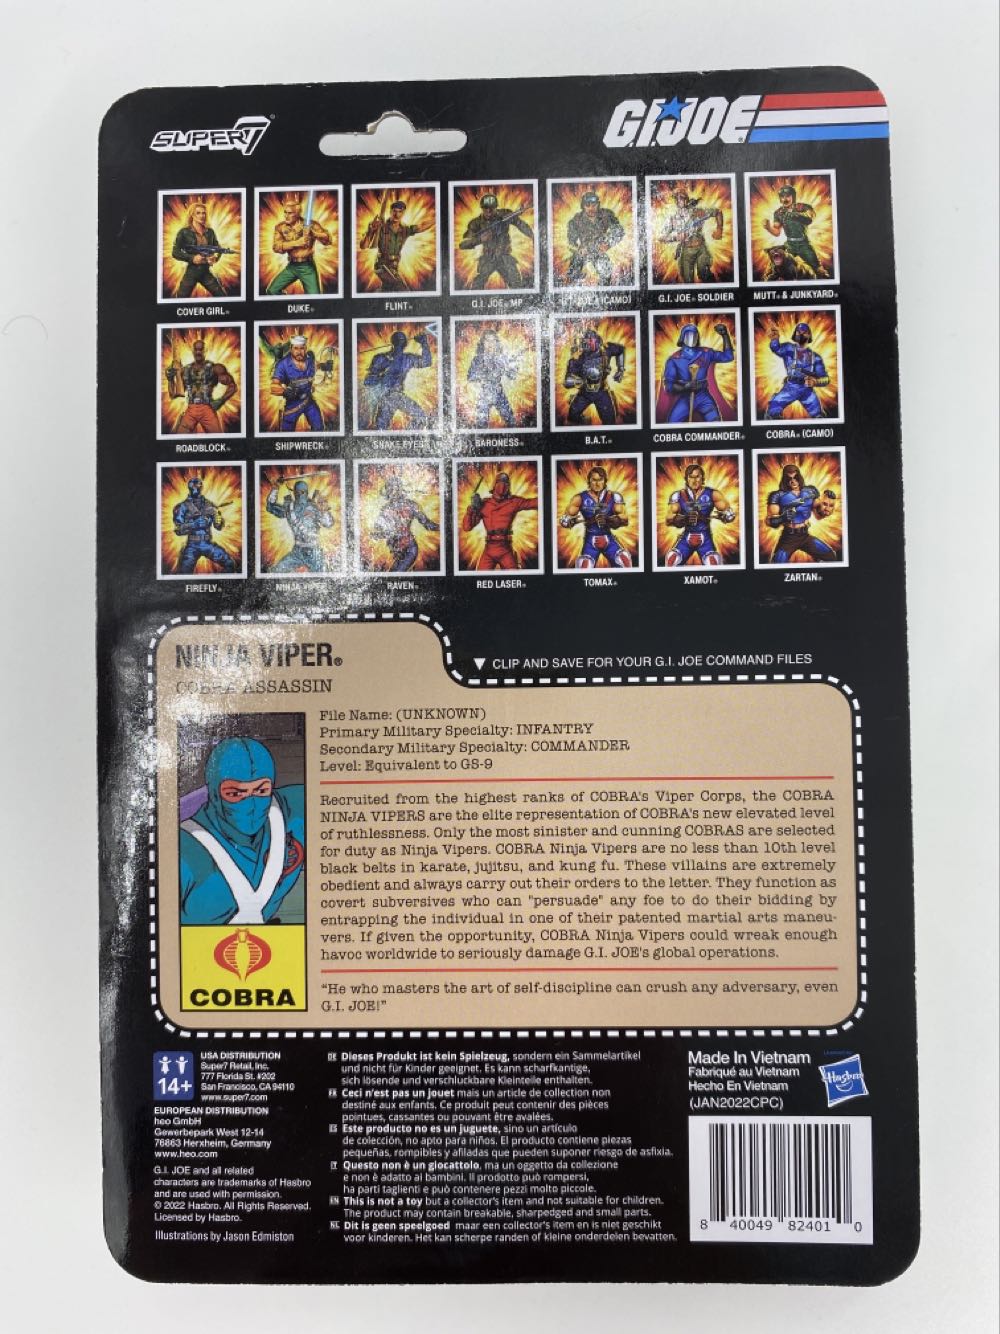 SUPER7
G.I.JOE
COVER GIRL®
DUKE®
FLINT®
G.I. JOE® MP
(CAMO)
G.I. JOE® SOLDIER
MUTT® & JUNKYARD®
ROADBLOCK®
SHIPWRECK®
SNAKE EYES
BARONESS®
B.A.T.®
COBRA COMMANDER®
COBRA® (CAMO)
FIREFLY®
NINJA VIPER®
RAVEN®
RED LASER®
TOMAX®
XAMOT®
ZARTAN®
NINJA VIPER®
COBRA ASSASSIN
▼ CLIP AND SAVE FOR YOUR G.I. JOE COMMAND FILES
File Name: (UNKNOWN)
Primary Military Specialty: INFANTRY
Secondary Military Specialty: COMMANDER
Level: Equivalent to GS-9
Recruited from the highest ranks of COBRA's Viper Corps, the COBRA
NINJA VIPERS are the elite representation of COBRA's new elevated level
of ruthlessness. Only the most sinister and cunning COBRAS are selected
for duty as Ninja Vipers. COBRA Ninja Vipers are no less than 10th level
black belts in karate, jujitsu, and kung fu. These villains are extremely
obedient and always carry out their orders to the letter. They function as
covert subversives who can "persuade" any foe to do their bidding by
entrapping the individual in one of their patented martial arts maneu-
vers. If given the opportunity, COBRA Ninja Vipers could wreak enough
havoc worldwide to seriously damage G.I. JOE's global operations.
"He who masters the art of self-discipline can crush any adversary, even
G.I. JOE!"
COBRA
14+
USA DISTRIBUTION
Super7 Retail, Inc.
777 Florida St. #202
San Francisco, CA 94110
www.super7.com
EUROPEAN DISTRIBUTION
heo GmbH
Gewerbepark West 12-14
76863 Herxheim, Germany
www.heo.com
G.I. JOE and all related
characters are trademarks of Hasbro
and are used with permission.
© 2022 Hasbro. All Rights Reserved.
Licensed by Hasbro.
Illustrations by Jason Edmiston
DE Dieses Produkt ist kein Spielzeug, sondern ein Sammelartikel
und nicht für Kinder geeignet. Es kann scharfkantige,
sich lösende und verschluckbare Kleinteile enthalten.
FR Ceci n'est pas un jouet mais un article de collection non
destiné aux enfants. Ce produit peut contenir des pièces
pointues, cassantes ou pouvant être avalées.
ES Este producto no es un juguete, sino un artículo
de colección, no apto para niños. El producto contiene piezas
pequeñas, rompibles y afiladas que pueden suponer riesgo de asfixia.
IT Questo non è un giocattolo, ma un oggetto da collezione
e non è adatto ai bambini. Il prodotto può rompersi,
ha parti taglienti e può contenere pezzi molto piccole.
EN This is not a toy but a collector's item and not suitable for children.
The product may contain breakable, sharpedged and small parts.
NL Dit is geen speelgoed maar een collector's item en is niet geschikt
voor kinderen. Het kan scherpe randen of kleine onderdelen bevatten.
Made In Vietnam
Fabriqué au Vietnam
Hecho En Vietnam
(JAN2022CPC)
Hasbro
8 40049 82401 0